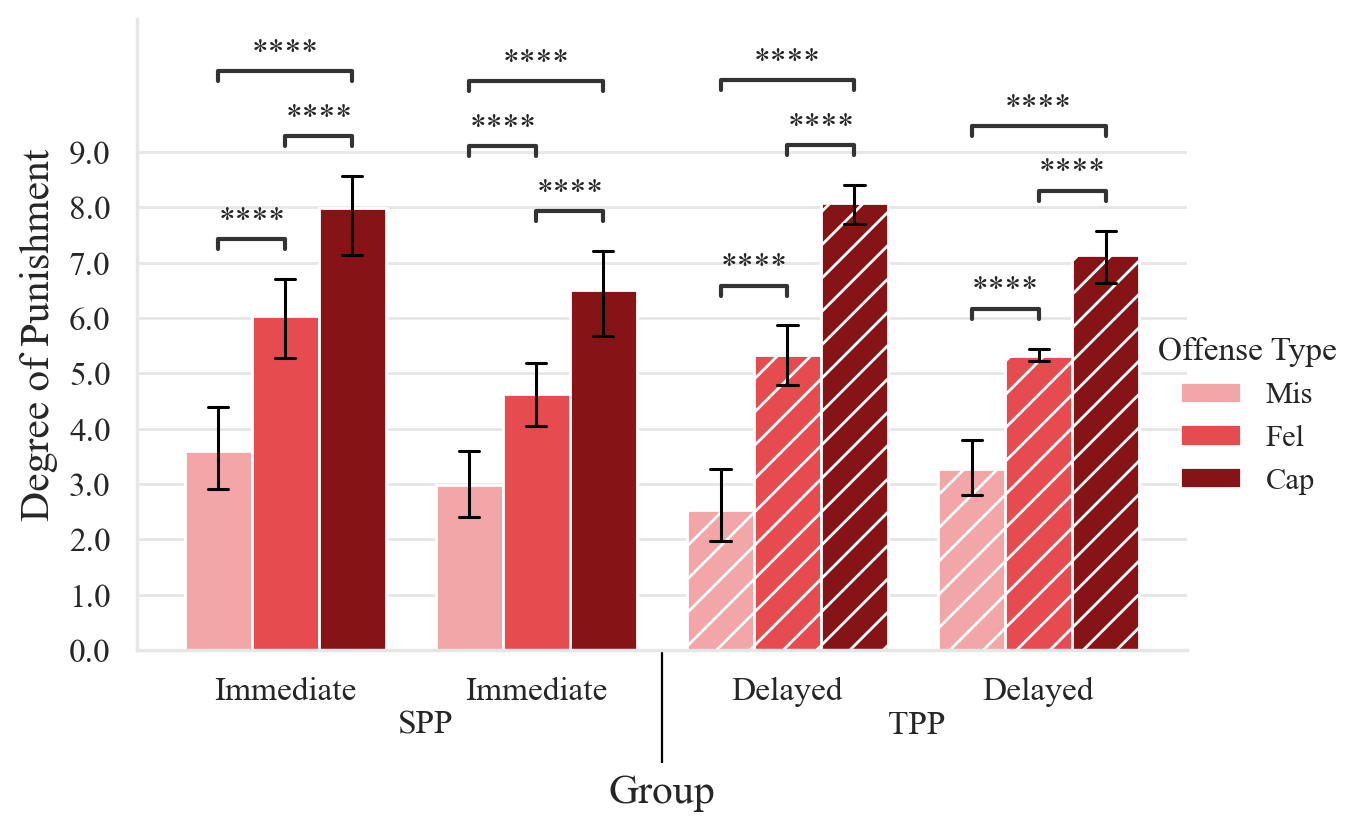 ****
****
****
****
****
****
****
****
****
****
****
****
Degree of Punishment
9.0
8.0
7.0
6.0
5.0
4.0
3.0
2.0
1.0
0.0
Offense Type
Mis
Fel
Cap
Immediate Immediate Delayed Delayed
SPP TPP
Group